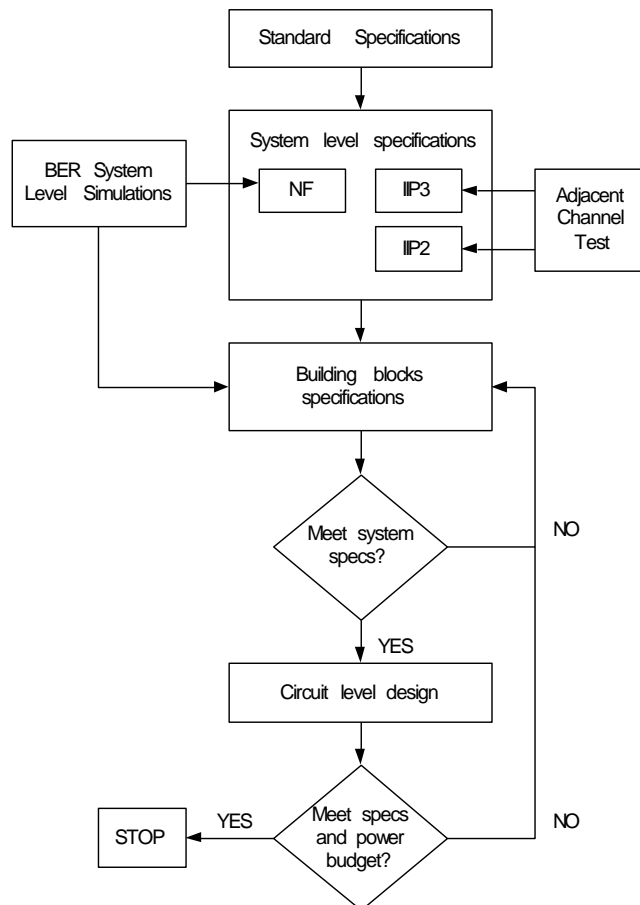 Standard Specifications
System level specifications
BER System
Level Simulations
NF
IIP3
IIP2
Adjacent
Channel
Test
Building blocks
specifications
Meet system
specs?
NO
YES
Circuit level design
Meet specs
and power
budget?
YES
NO
STOP